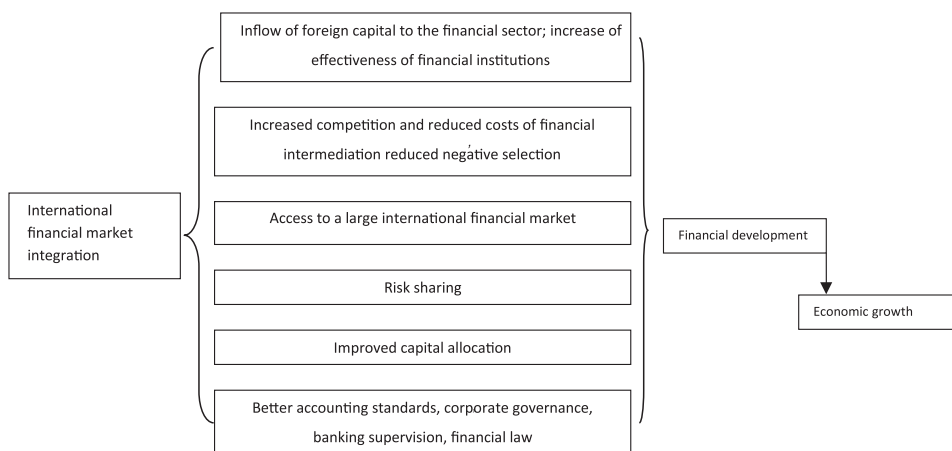 Inflow of foreign capital to the financial sector; increase of
effectiveness of financial institutions
Increased competition and reduced costs of financial
intermediation reduced negative selection
,
International
financial market
integration
Access to a large international financial market
Risk sharing
Improved capital allocation
Better accounting standards, corporate governance,
banking supervision, financial law
Financial development
Economic growth